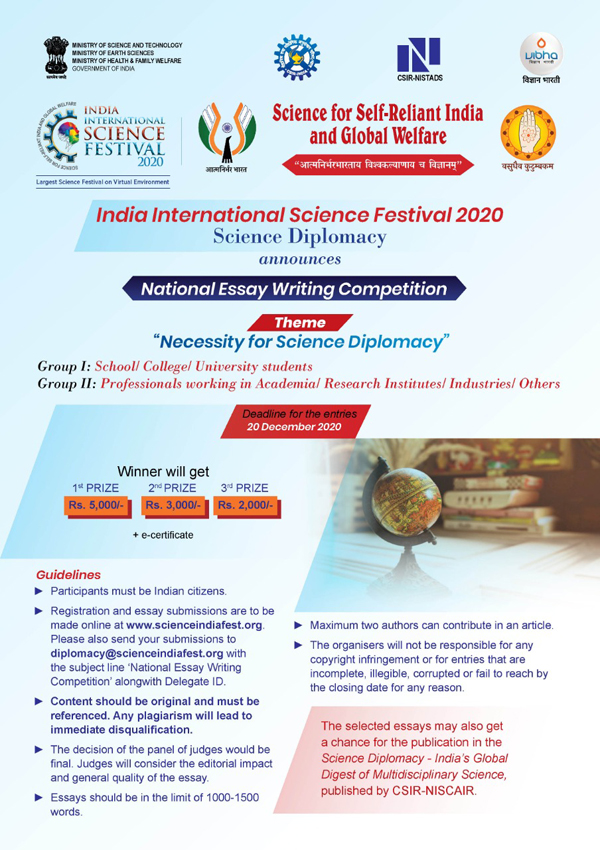 MINISTRY OF SCIENCE AND TECHNOLOGY
MINISTRY OF EARTH SCIENCES
MINISTRY OF HEALTH & FAMILY WELFARE
GOVERNMENT OF INDIA
सत्यमेव जयते
CSIR-NISTADS
vibha
विज्ञान भारती
विज्ञान भारती
SCIENCE FOR SELF-RELIANT INDIA AND GLOBAL WELFARE
INDIA
INTERNATIONAL
SCIENCE
FESTIVAL
2020
Largest Science Festival on Virtual Environment
आत्मनिर्भर भारत
Science for Self-Reliant India
and Global Welfare
“आत्मनिर्भरभारताय विश्वकल्याणाय च विज्ञानम्”
वसुधैव कुटुम्बकम
India International Science Festival 2020
Science Diplomacy
announces
National Essay Writing Competition
Theme
“Necessity for Science Diplomacy”
Group I: School/ College/ University students
Group II: Professionals working in Academia/ Research Institutes/ Industries/ Others
Deadline for the entries
20 December 2020
Winner will get
1st PRIZE 2nd PRIZE 3rd PRIZE
Rs. 5,000/- Rs. 3,000/- Rs. 2,000/-
+ e-certificate
Guidelines
► Participants must be Indian citizens.
► Registration and essay submissions are to be
made online at www.scienceindiafest.org.
Please also send your submissions to
diplomacy@scienceindiafest.org with
the subject line ‘National Essay Writing
Competition’ alongwith Delegate ID.
► Content should be original and must be
referenced. Any plagiarism will lead to
immediate disqualification.
► The decision of the panel of judges would be
final. Judges will consider the editorial impact
and general quality of the essay.
► Essays should be in the limit of 1000-1500
words.
► Maximum two authors can contribute in an article.
► The organisers will not be responsible for any
copyright infringement or for entries that are
incomplete, illegible, corrupted or fail to reach by
the closing date for any reason.
The selected essays may also get
a chance for the publication in the
Science Diplomacy - India’s Global
Digest of Multidisciplinary Science,
published by CSIR-NISCAIR.